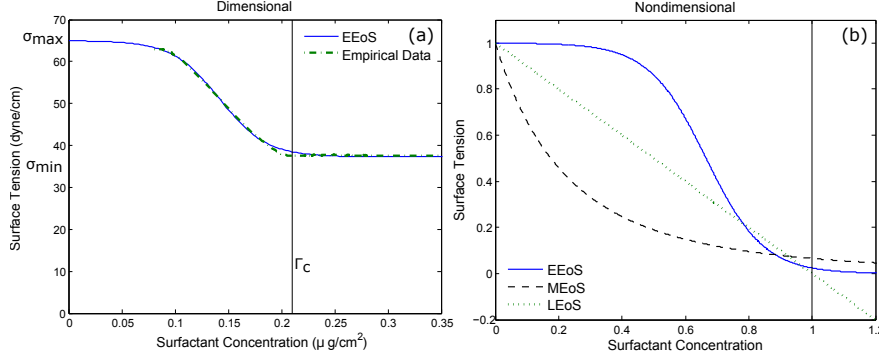 Dimensional
(a)
EEoS
Empirical Data
σmax
σmin
Γc
Surface Tension (dyne/cm)
70
60
50
40
30
20
10
0
0
0.05
0.1
0.15
0.2
0.25
0.3
0.35
Surfactant Concentration (μ g/cm²)
Nondimensional
(b)
Surface Tension
1
0.8
0.6
0.4
0.2
0
−0.2
EEoS
MEoS
LEoS
0
0.2
0.4
0.6
0.8
1
1.2
Surfactant Concentration